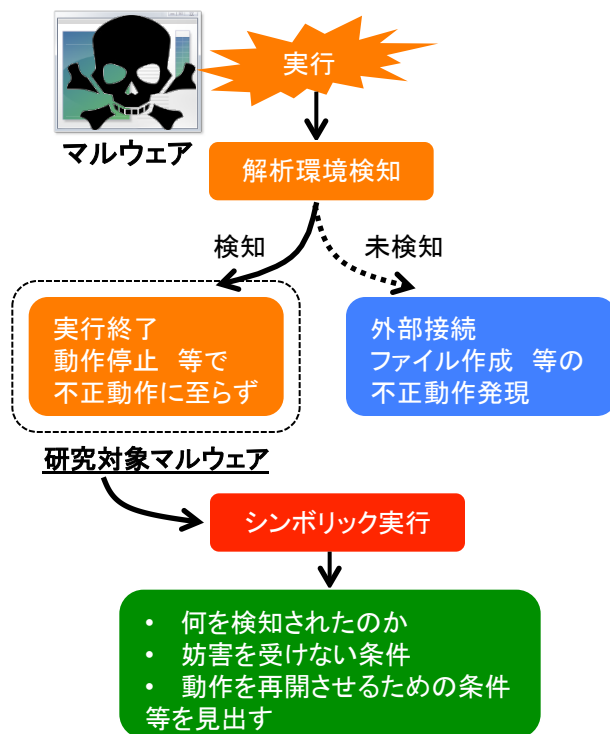 実行
マルウェア
解析環境検知
検知
未検知
実行終了
動作停止 等で
不正動作に至らず
外部接続
ファイル作成 等の
不正動作発現
研究対象マルウェア
シンボリック実行
• 何を検知されたのか
• 妨害を受けない条件
• 動作を再開させるための条件
等を見出す